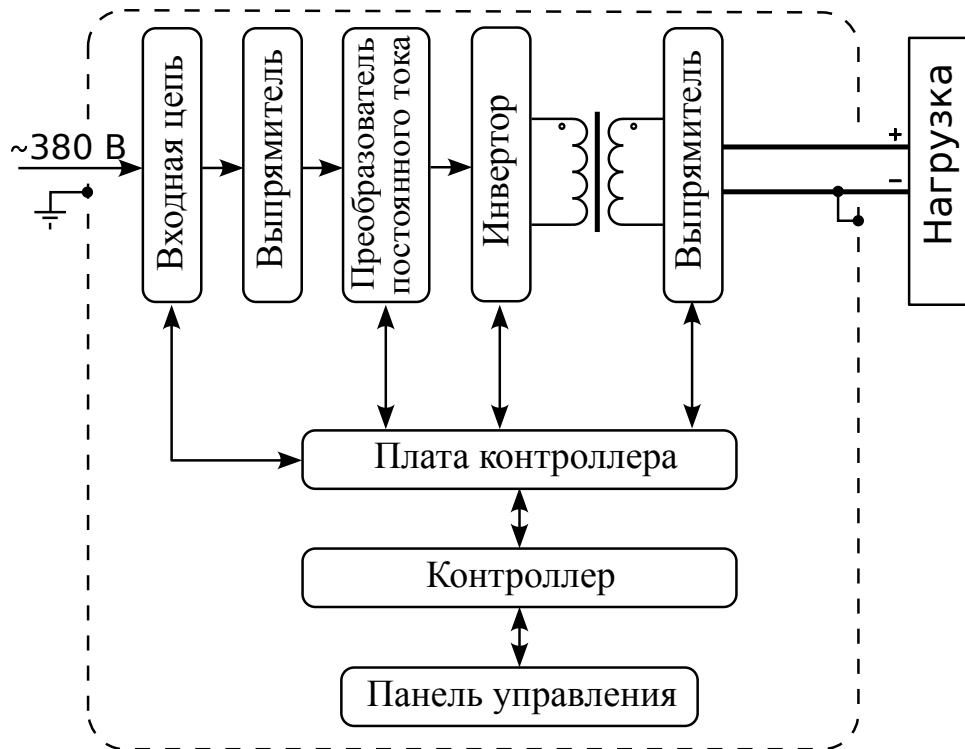 ~380 В
Входная цепь
Выпрямитель
Преобразователь
постоянного тока
Инвертор
Выпрямитель
+
-
Нагрузка
Плата контроллера
Контроллер
Панель управления